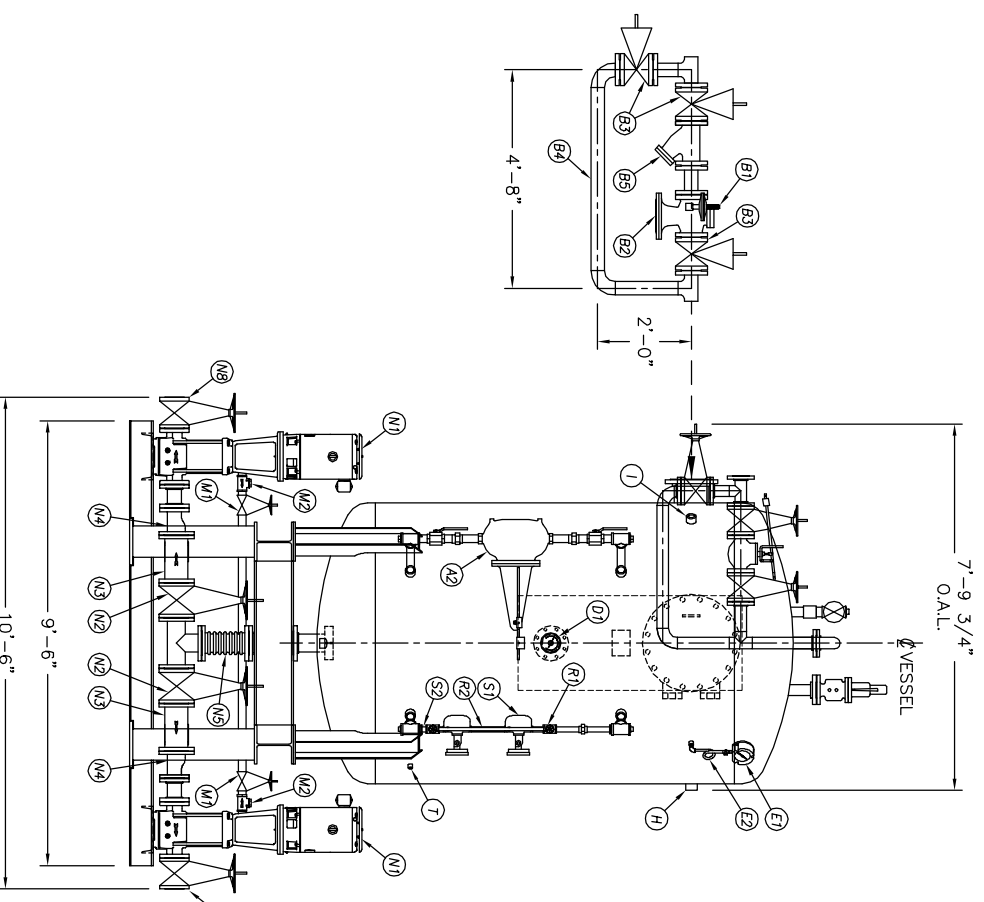 7'-9 3/4"
O.A.L.
℄ VESSEL
B3
B1
B3
B5
B2
B4
4'-8"
2'-0"
I
A2
D1
S2
R2
S1
R1
E1
E2
H
T
N8
N1
M2
M1
N4
N3
N2
N5
N2
N3
N4
M1
M2
N1
9'-6"
10'-6"